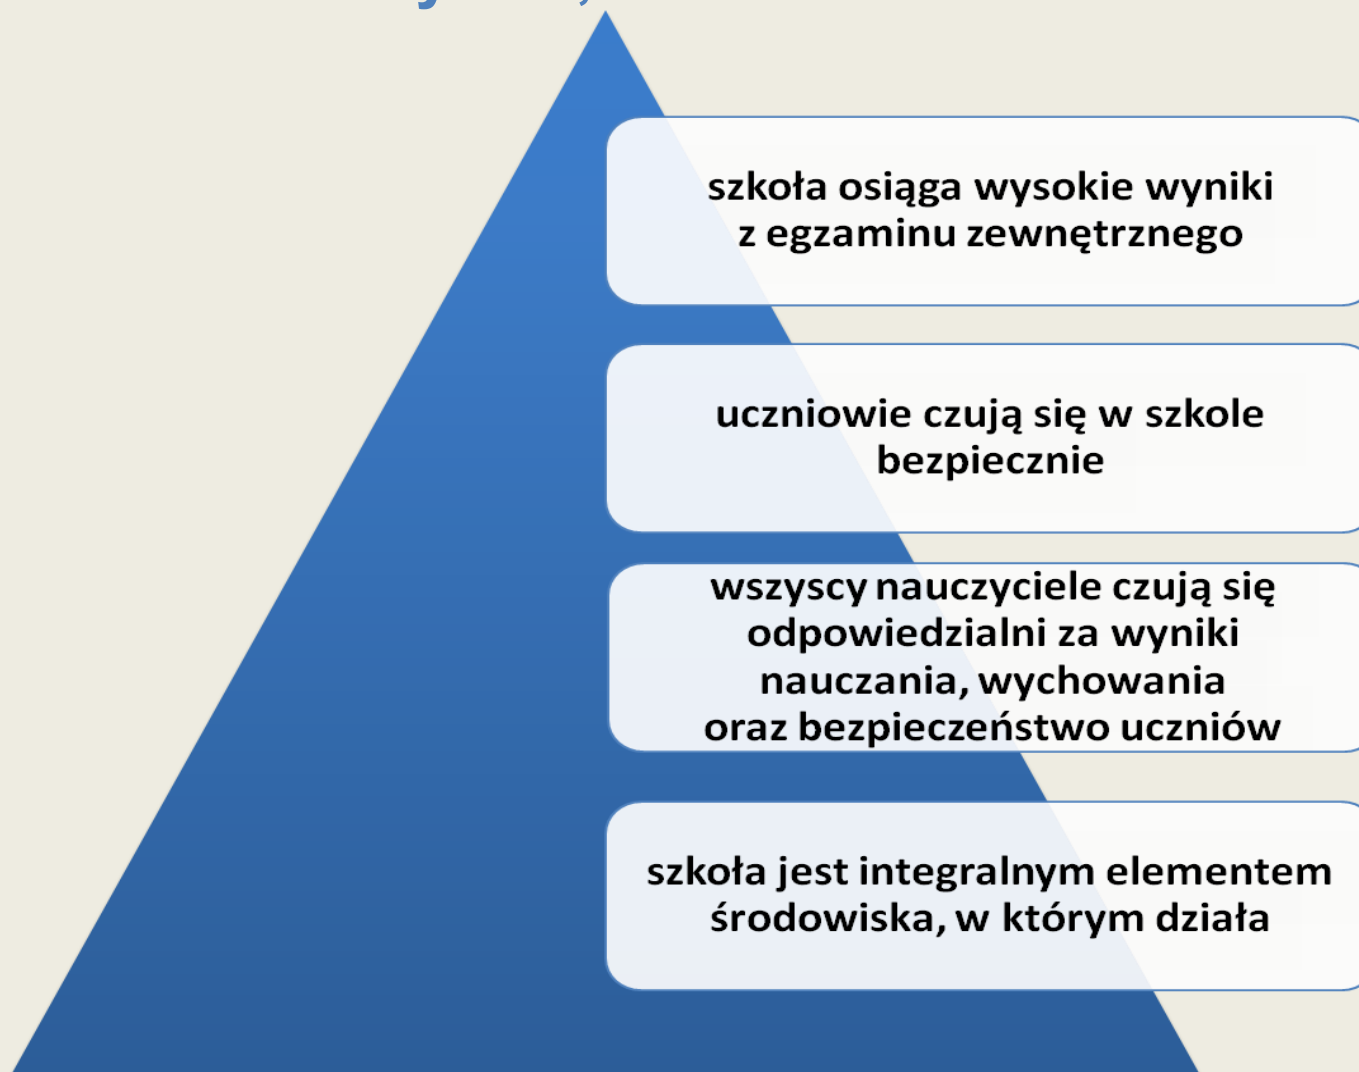 szkoła osiąga wysokie wyniki
z egzaminu zewnętrznego
uczniowie czują się w szkole
bezpiecznie
wszyscy nauczyciele czują się
odpowiedzialni za wyniki
nauczania, wychowania
oraz bezpieczeństwo uczniów
szkoła jest integralnym elementem
środowiska, w którym działa